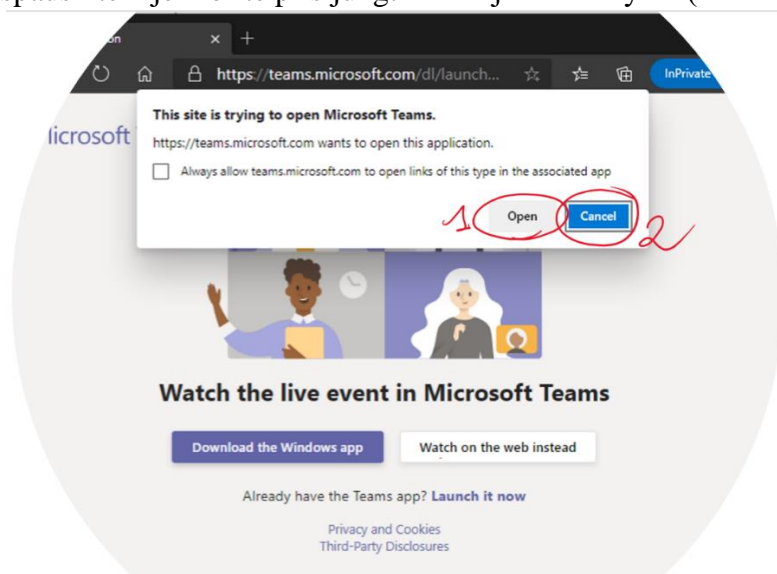 https://teams.microsoft.com/dl/launch...
InPrivate
This site is trying to open Microsoft Teams.
https://teams.microsoft.com wants to open this application.
Always allow teams.microsoft.com to open links of this type in the associated app
1 Open Cancel 2
Watch the live event in Microsoft Teams
Download the Windows app Watch on the web instead
Already have the Teams app? Launch it now
Privacy and Cookies
Third-Party Disclosures